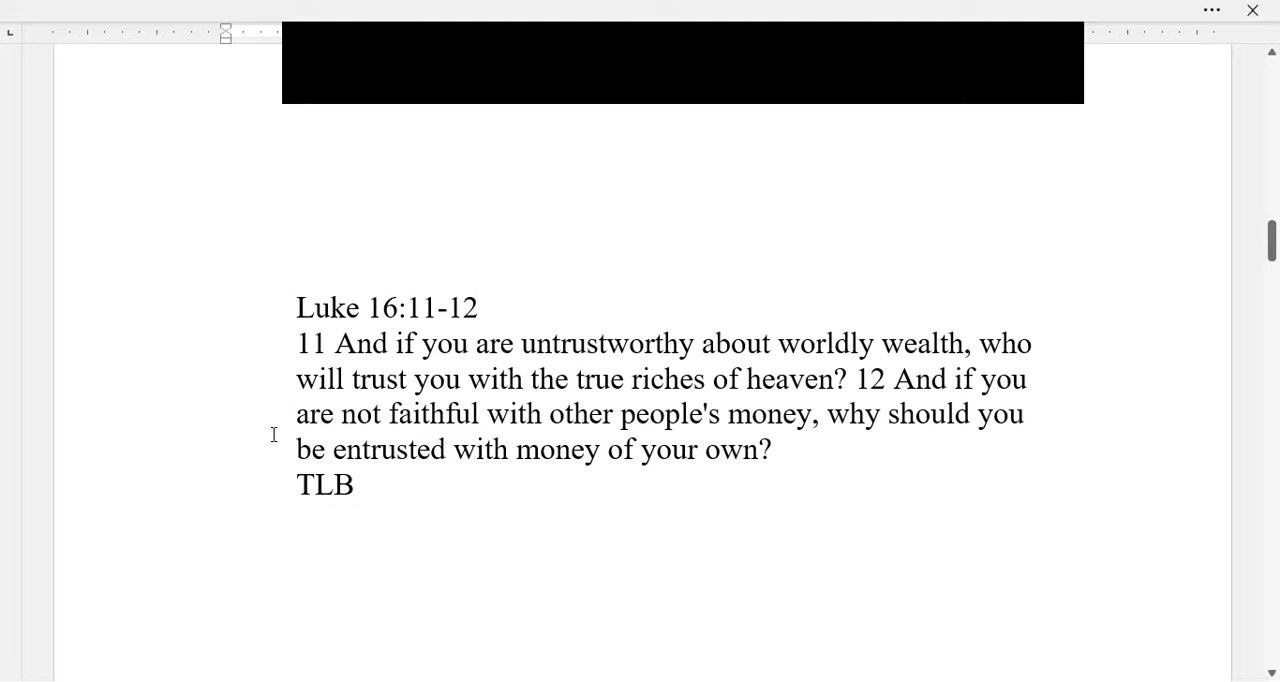 Luke 16:11-12
11 And if you are untrustworthy about worldly wealth, who
will trust you with the true riches of heaven? 12 And if you
are not faithful with other people's money, why should you
be entrusted with money of your own?
TLB